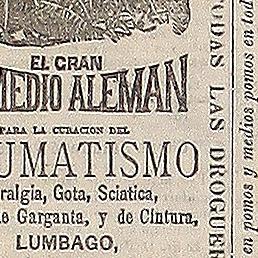 EL GRAN
MEDIO ALEMAN
PARA LA CURACION DEL
UMATISMO
ralgia, Gota, Sciatica,
e Garganta, y de Cintura,
LUMBAGO,
UDAS LAS DROGUER
en pomos y medios pomos en tod